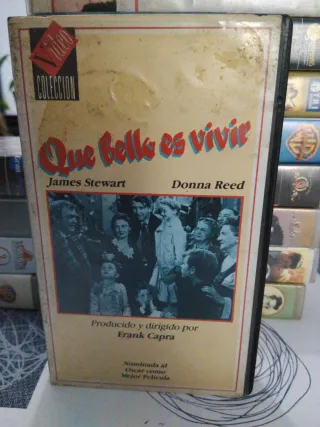 Video
COLECCION
Que bello es vivir
James Stewart Donna Reed
Producido y dirigido por
Frank Capra
Nominada al
Oscar como
Mejor Película